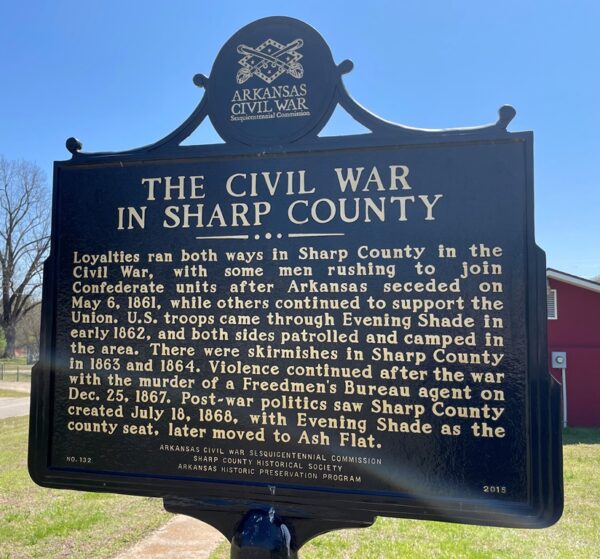 ARKANSAS
CIVIL WAR
Sesquicentennial Commission
THE CIVIL WAR
IN SHARP COUNTY
Loyalties ran both ways in Sharp County in the
Civil War, with some men rushing to join
Confederate units after Arkansas seceded on
May 6, 1861, while others continued to support the
Union. U.S. troops came through Evening Shade in
early 1862, and both sides patrolled and camped in
the area. There were skirmishes in Sharp County
in 1863 and 1864. Violence continued after the war
with the murder of a Freedmen's Bureau agent on
Dec. 25, 1867. Post-war politics saw Sharp County
created July 18, 1868, with Evening Shade as the
county seat, later moved to Ash Flat.
ARKANSAS CIVIL WAR SESQUICENTENNIAL COMMISSION
SHARP COUNTY HISTORICAL SOCIETY
ARKANSAS HISTORIC PRESERVATION PROGRAM
NO. 132
2015